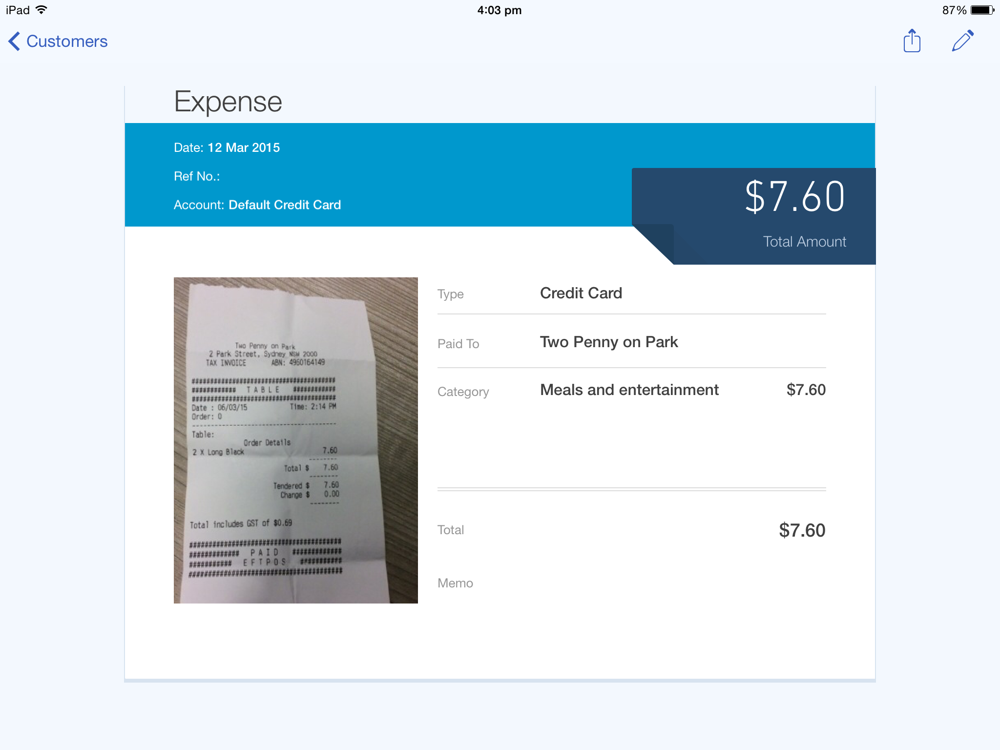 iPad 4:03 pm 87%
Customers
Expense
Date: 12 Mar 2015
Ref No.:
Account: Default Credit Card
$7.60
Total Amount
Two Penny on Park
2 Park Street, Sydney NSW 2000
TAX INVOICE ABN: 4960164149
#######################################
############ T A B L E ############
#######################################
Date : 06/03/15 Time: 2:14 PM
Order: 0
---------------------------------------
Table:
Order Details
2 X Long Black 7.60
--------
Total $ 7.60
--------
Tendered $ 7.60
Change $ 0.00
--------
Total includes GST of $0.69
########################################
############# P A I D #############
########### E F T P O S ###########
########################################
Type Credit Card
Paid To Two Penny on Park
Category Meals and entertainment $7.60
Total $7.60
Memo